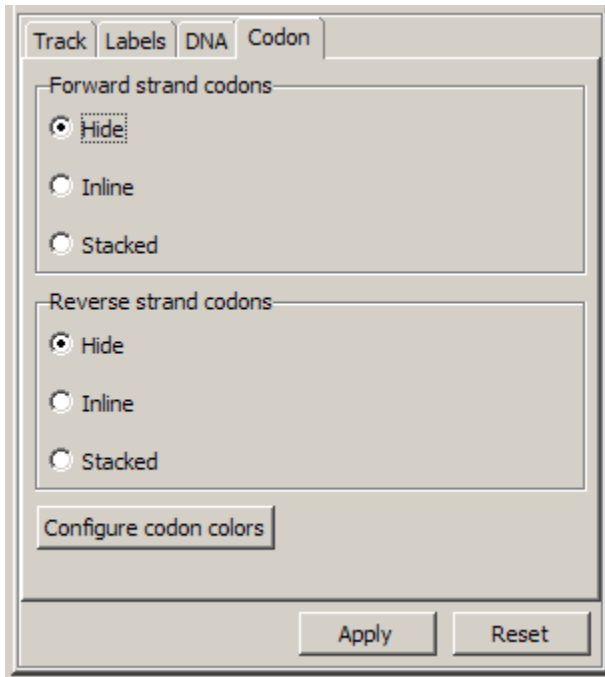 Track Labels DNA Codon
Forward strand codons
Hide
Inline
Stacked
Reverse strand codons
Hide
Inline
Stacked
Configure codon colors
Apply Reset